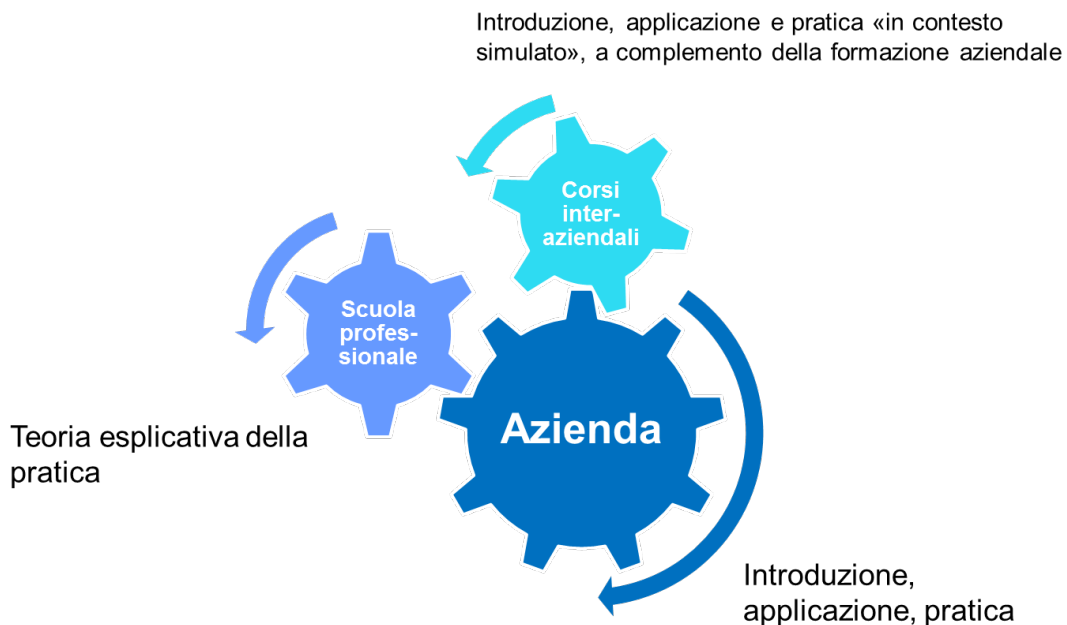 Introduzione, applicazione e pratica «in contesto
simulato», a complemento della formazione aziendale
Corsi
inter-
aziendali
Scuola
profes-
sionale
Azienda
Teoria esplicativa della
pratica
Introduzione,
applicazione, pratica